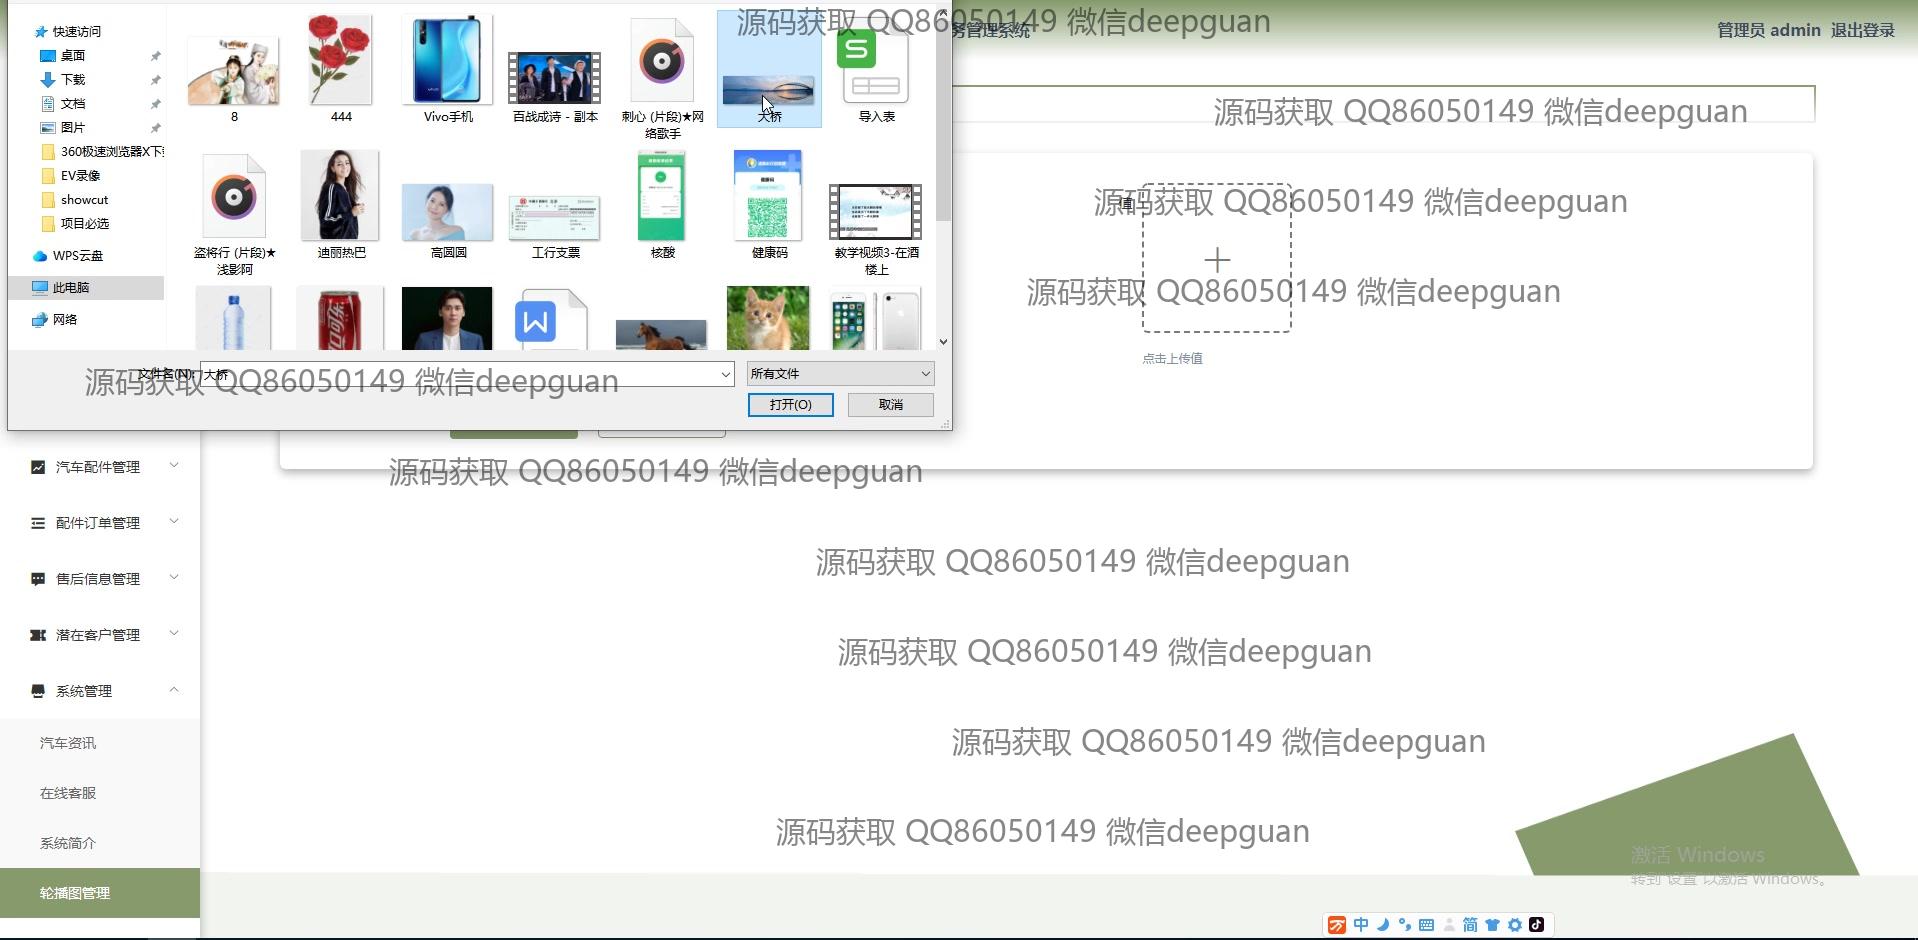 快速访问
桌面
下载
文档
图片
360极速浏览器X下
EV录像
showcut
项目必选
WPS云盘
此电脑
网络
8
444
Vivo手机
百战成诗 - 副本
刺心 (片段)★网
络歌手
大桥
导入表
盗将行 (片段)★
浅影阿
迪丽热巴
高圆圆
工行支票
核酸
健康码
教学视频3-在酒
楼上
文件名(N):
大桥
所有文件
打开(O)
取消
务管理系统
管理员 admin
退出登录
源码获取 QQ86050149 微信deepguan
源码获取 QQ86050149 微信deepguan
源码获取 QQ86050149 微信deepguan
值
源码获取 QQ86050149 微信deepguan
点击上传值
源码获取 QQ86050149 微信deepguan
源码获取 QQ86050149 微信deepguan
源码获取 QQ86050149 微信deepguan
源码获取 QQ86050149 微信deepguan
源码获取 QQ86050149 微信deepguan
源码获取 QQ86050149 微信deepguan
汽车配件管理
配件订单管理
售后信息管理
潜在客户管理
系统管理
汽车资讯
在线客服
系统简介
轮播图管理
激活 Windows
转到"设置"以激活 Windows。
中
简